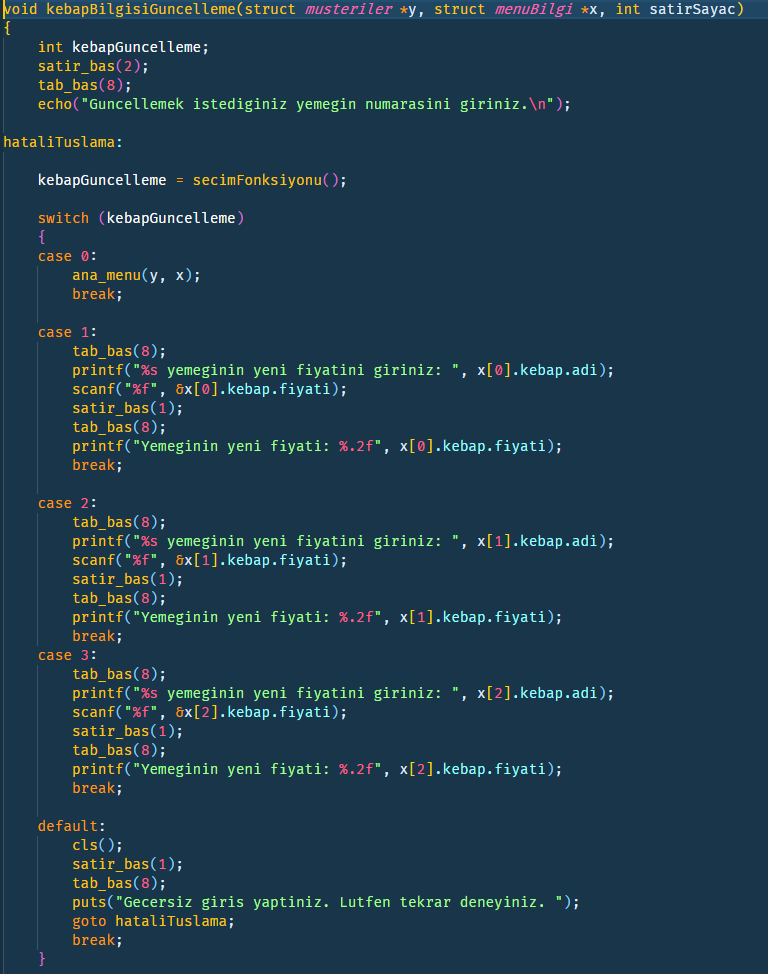 void kebapBilgisiGuncelleme(struct musteriler *y, struct menuBilgi *x, int satirSayac)
{
    int kebapGuncelleme;
    satir_bas(2);
    tab_bas(8);
    echo("Guncellemek istediginiz yemegin numarasini giriniz.\n");

hataliTuslama:

    kebapGuncelleme = secimFonksiyonu();

    switch (kebapGuncelleme)
    {
    case 0:
        ana_menu(y, x);
        break;

    case 1:
        tab_bas(8);
        printf("%s yemeginin yeni fiyatini giriniz: ", x[0].kebap.adi);
        scanf("%f", &x[0].kebap.fiyati);
        satir_bas(1);
        tab_bas(8);
        printf("Yemeginin yeni fiyati: %.2f", x[0].kebap.fiyati);
        break;

    case 2:
        tab_bas(8);
        printf("%s yemeginin yeni fiyatini giriniz: ", x[1].kebap.adi);
        scanf("%f", &x[1].kebap.fiyati);
        satir_bas(1);
        tab_bas(8);
        printf("Yemeginin yeni fiyati: %.2f", x[1].kebap.fiyati);
        break;
    case 3:
        tab_bas(8);
        printf("%s yemeginin yeni fiyatini giriniz: ", x[2].kebap.adi);
        scanf("%f", &x[2].kebap.fiyati);
        satir_bas(1);
        tab_bas(8);
        printf("Yemeginin yeni fiyati: %.2f", x[2].kebap.fiyati);
        break;

    default:
        cls();
        satir_bas(1);
        tab_bas(8);
        puts("Gecersiz giris yaptiniz. Lutfen tekrar deneyiniz. ");
        goto hataliTuslama;
        break;
    }